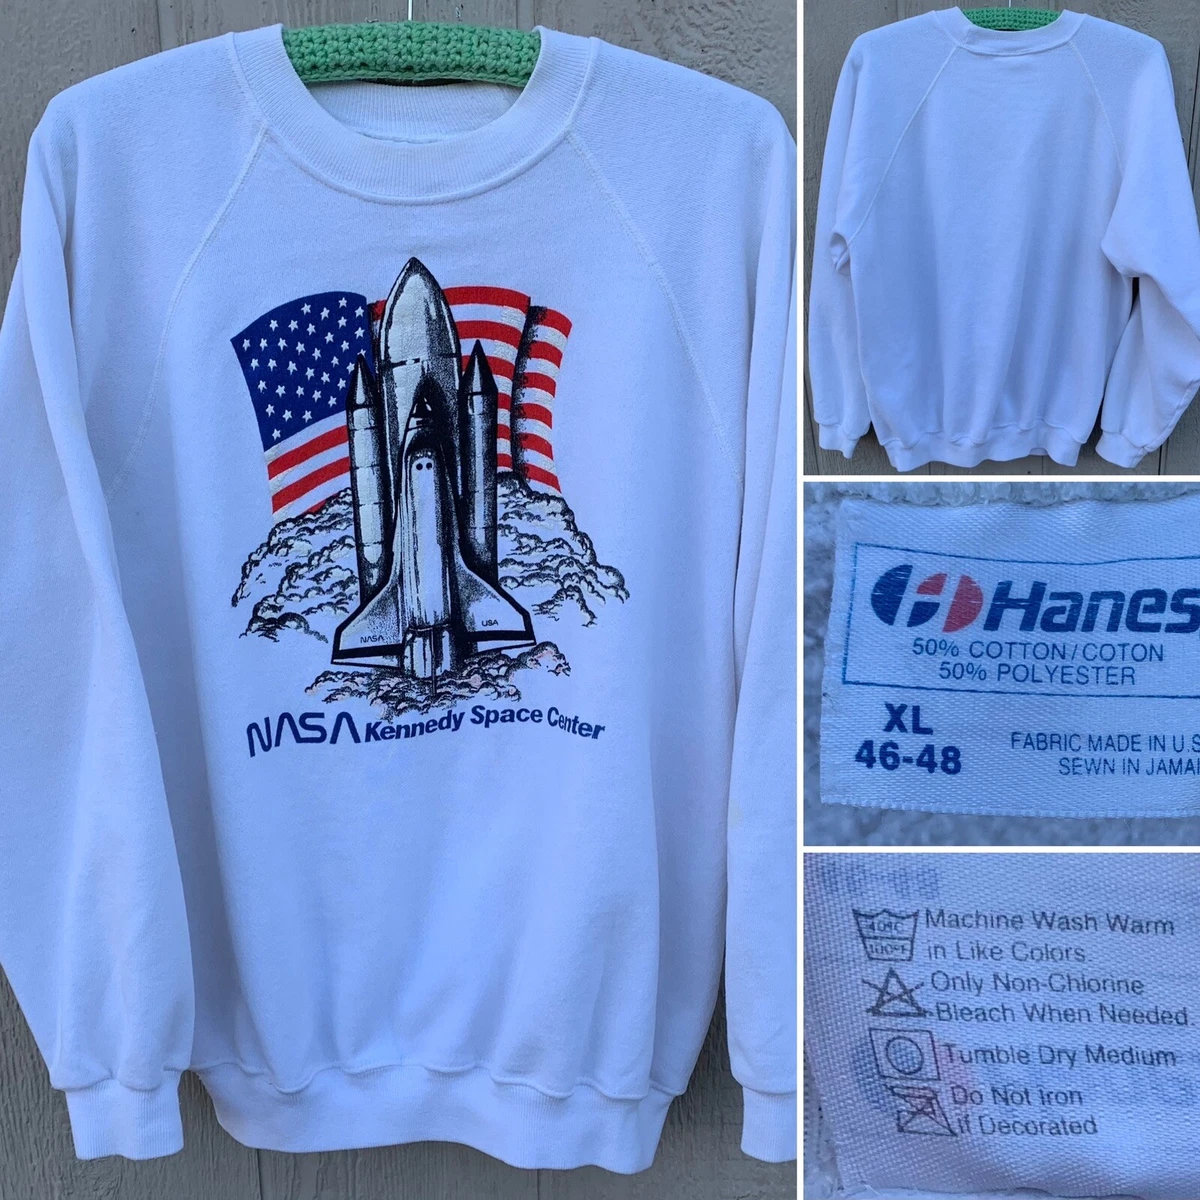 NASA
USA
NASA Kennedy Space Center
Hanes
50% COTTON/COTON
50% POLYESTER
XL
46-48
FABRIC MADE IN U.S
SEWN IN JAMAI
40°C
100°F
Machine Wash Warm
in Like Colors
Only Non-Chlorine
Bleach When Needed
Tumble Dry Medium
Do Not Iron
If Decorated